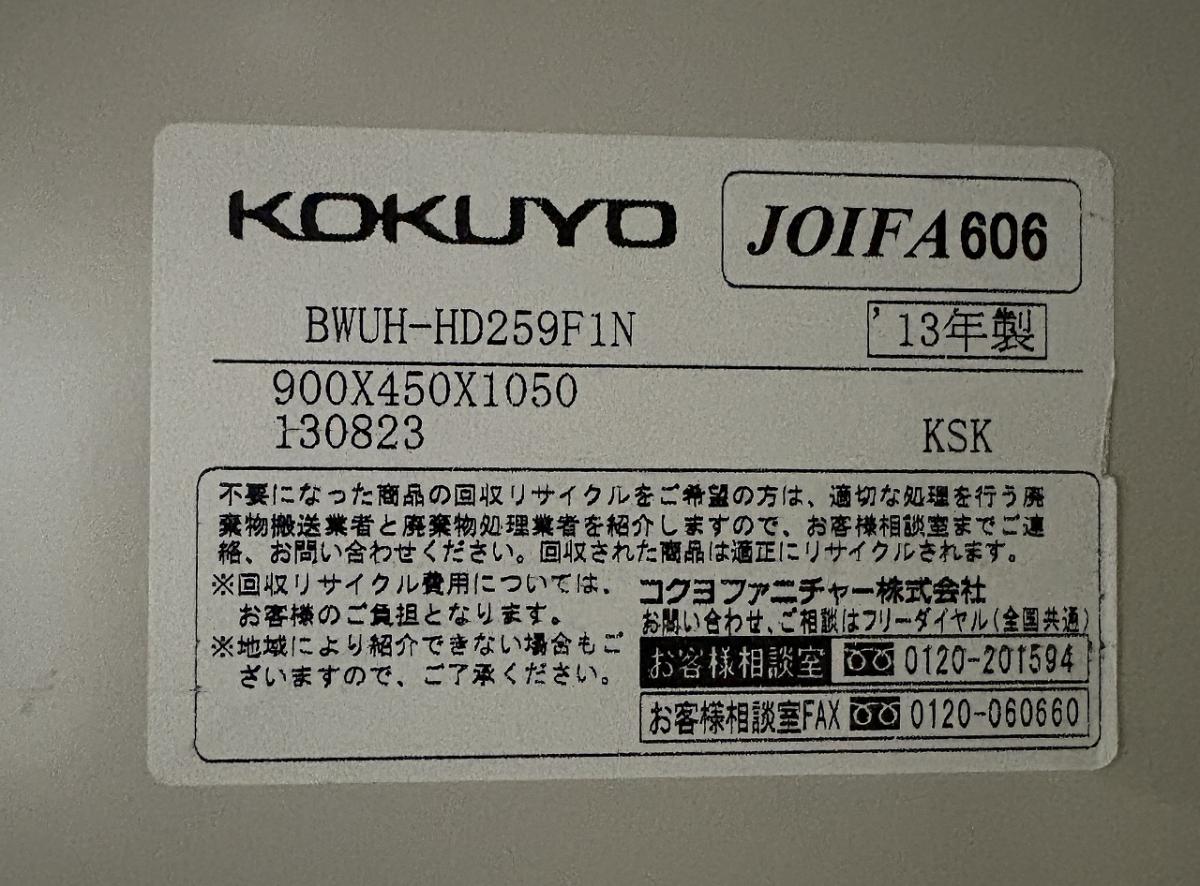 KOKUYO
JOIFA606
BWUH-HD259F1N
'13年製
900X450X1050
130823
KSK
不要になった商品の回収リサイクルをご希望の方は、適切な処理を行う廃
棄物搬送業者と廃棄物処理業者を紹介しますので、お客様相談室までご連
絡、お問い合わせください。回収された商品は適正にリサイクルされます。
※回収リサイクル費用については、
お客様のご負担となります。
※地域により紹介できない場合もご
ざいますので、ご了承ください。
コクヨファニチャー株式会社
お問い合わせ、ご相談はフリーダイヤル(全国共通)
お客様相談室 0120-201594
お客様相談室FAX 0120-060660